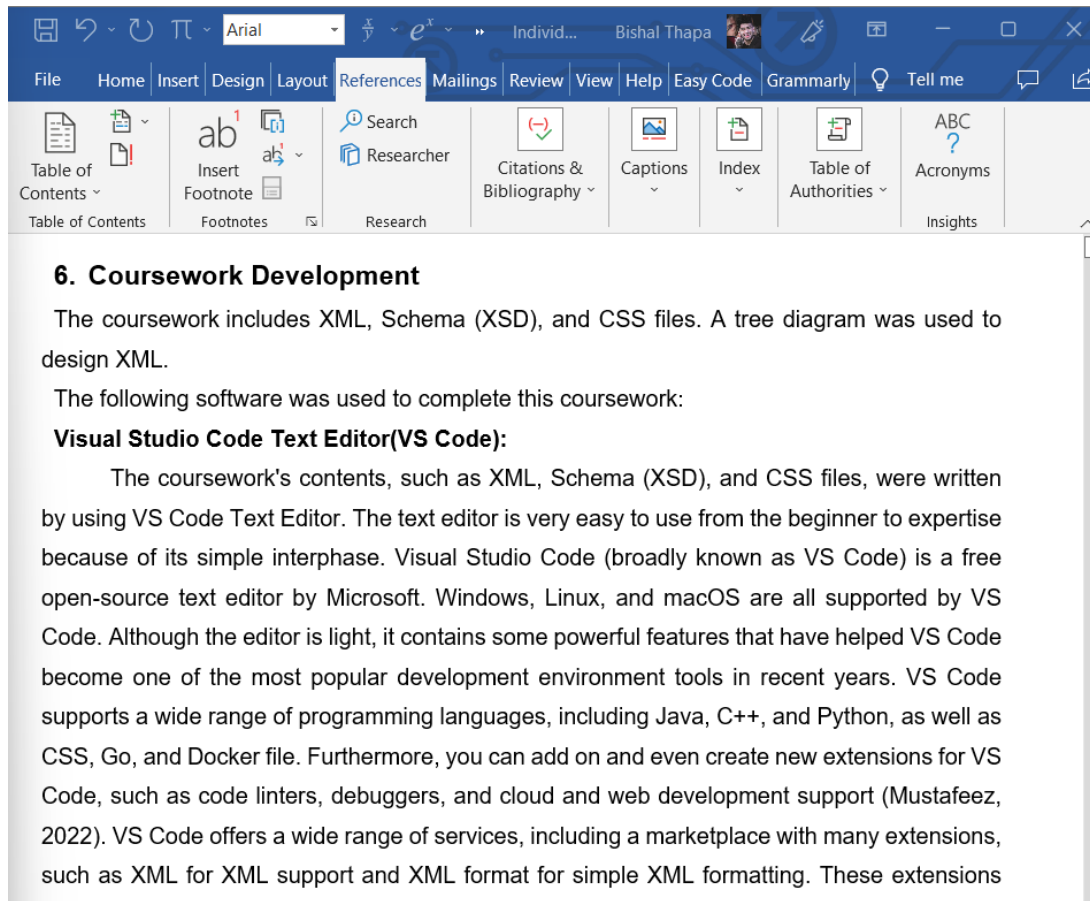 Arial
x
y
e^x
Individ...
Bishal Thapa
File Home Insert Design Layout References Mailings Review View Help Easy Code Grammarly Tell me
Table of
Contents
ab1
Insert
Footnote
ab
Search
Researcher
Citations &
Bibliography
Captions
Index
Table of
Authorities
ABC
?
Acronyms
Table of Contents
Footnotes
Research
Insights
6. Coursework Development
The coursework includes XML, Schema (XSD), and CSS files. A tree diagram was used to
design XML.
The following software was used to complete this coursework:
Visual Studio Code Text Editor(VS Code):
The coursework's contents, such as XML, Schema (XSD), and CSS files, were written
by using VS Code Text Editor. The text editor is very easy to use from the beginner to expertise
because of its simple interphase. Visual Studio Code (broadly known as VS Code) is a free
open-source text editor by Microsoft. Windows, Linux, and macOS are all supported by VS
Code. Although the editor is light, it contains some powerful features that have helped VS Code
become one of the most popular development environment tools in recent years. VS Code
supports a wide range of programming languages, including Java, C++, and Python, as well as
CSS, Go, and Docker file. Furthermore, you can add on and even create new extensions for VS
Code, such as code linters, debuggers, and cloud and web development support (Mustafeez,
2022). VS Code offers a wide range of services, including a marketplace with many extensions,
such as XML for XML support and XML format for simple XML formatting. These extensions